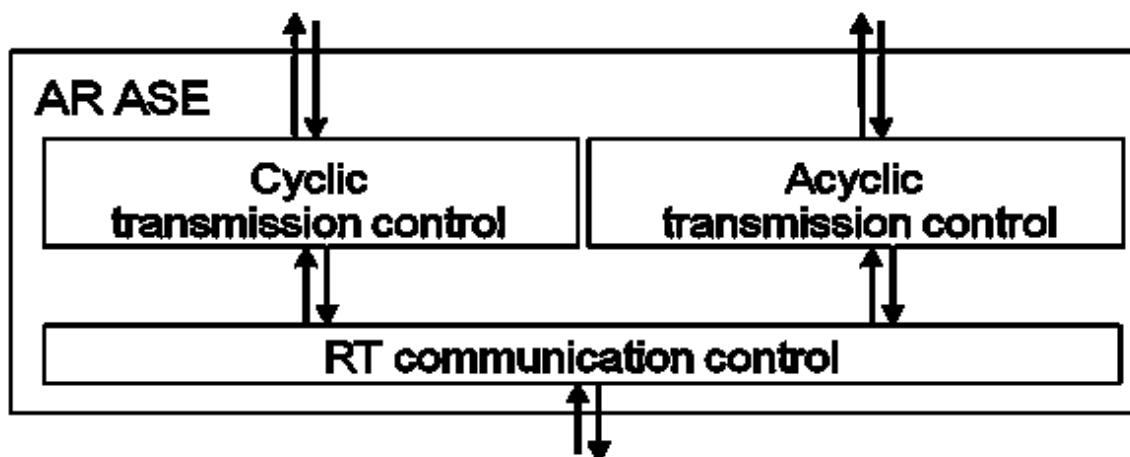 AR ASE
Cyclic
transmission control
Acyclic
transmission control
RT communication control